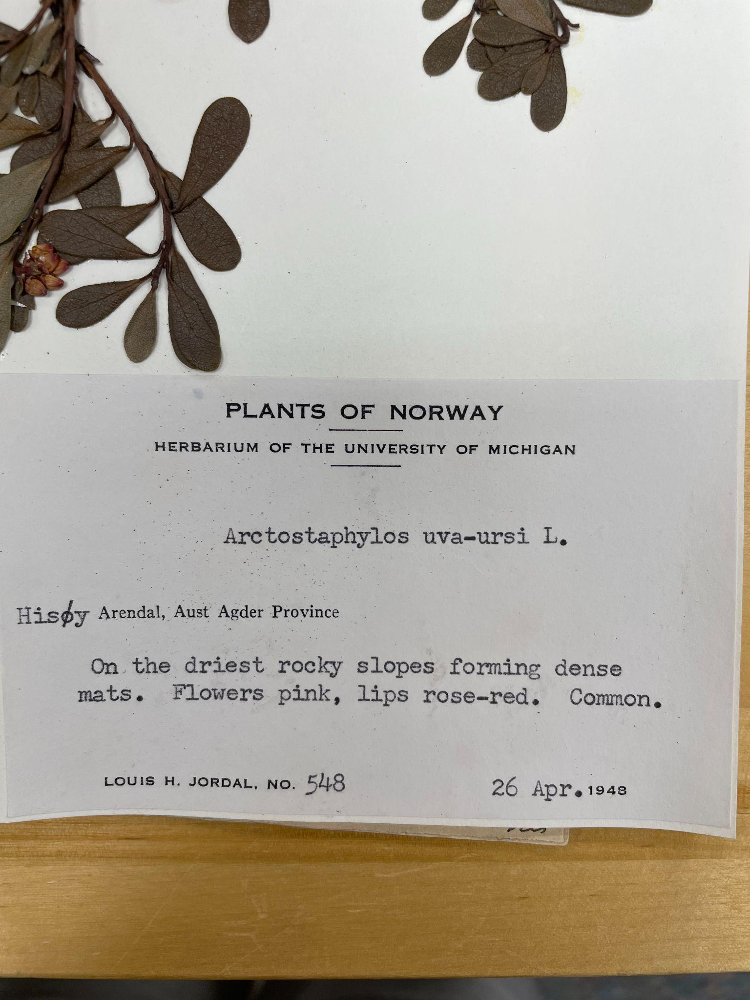 PLANTS OF NORWAY
HERBARIUM OF THE UNIVERSITY OF MICHIGAN
Arctostaphylos uva-ursi L.
Hisøy Arendal, Aust Agder Province
On the driest rocky slopes forming dense
mats. Flowers pink, lips rose-red. Common.
LOUIS H. JORDAL, NO. 548 26 Apr. 1948